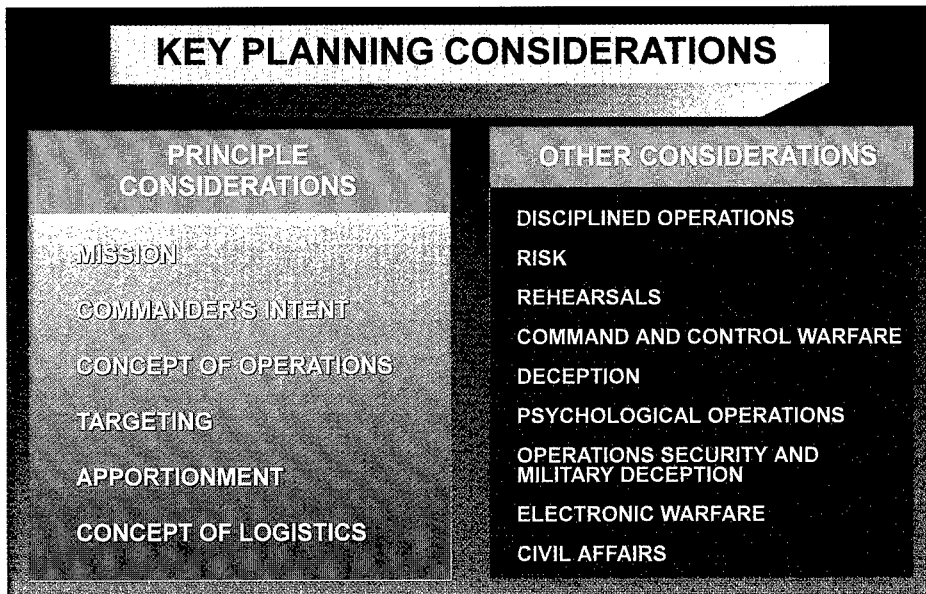 KEY PLANNING CONSIDERATIONS
PRINCIPLE
CONSIDERATIONS
MISSION
COMMANDER'S INTENT
CONCEPT OF OPERATIONS
TARGETING
APPORTIONMENT
CONCEPT OF LOGISTICS
OTHER CONSIDERATIONS
DISCIPLINED OPERATIONS
RISK
REHEARSALS
COMMAND AND CONTROL WARFARE
DECEPTION
PSYCHOLOGICAL OPERATIONS
OPERATIONS SECURITY AND
MILITARY DECEPTION
ELECTRONIC WARFARE
CIVIL AFFAIRS